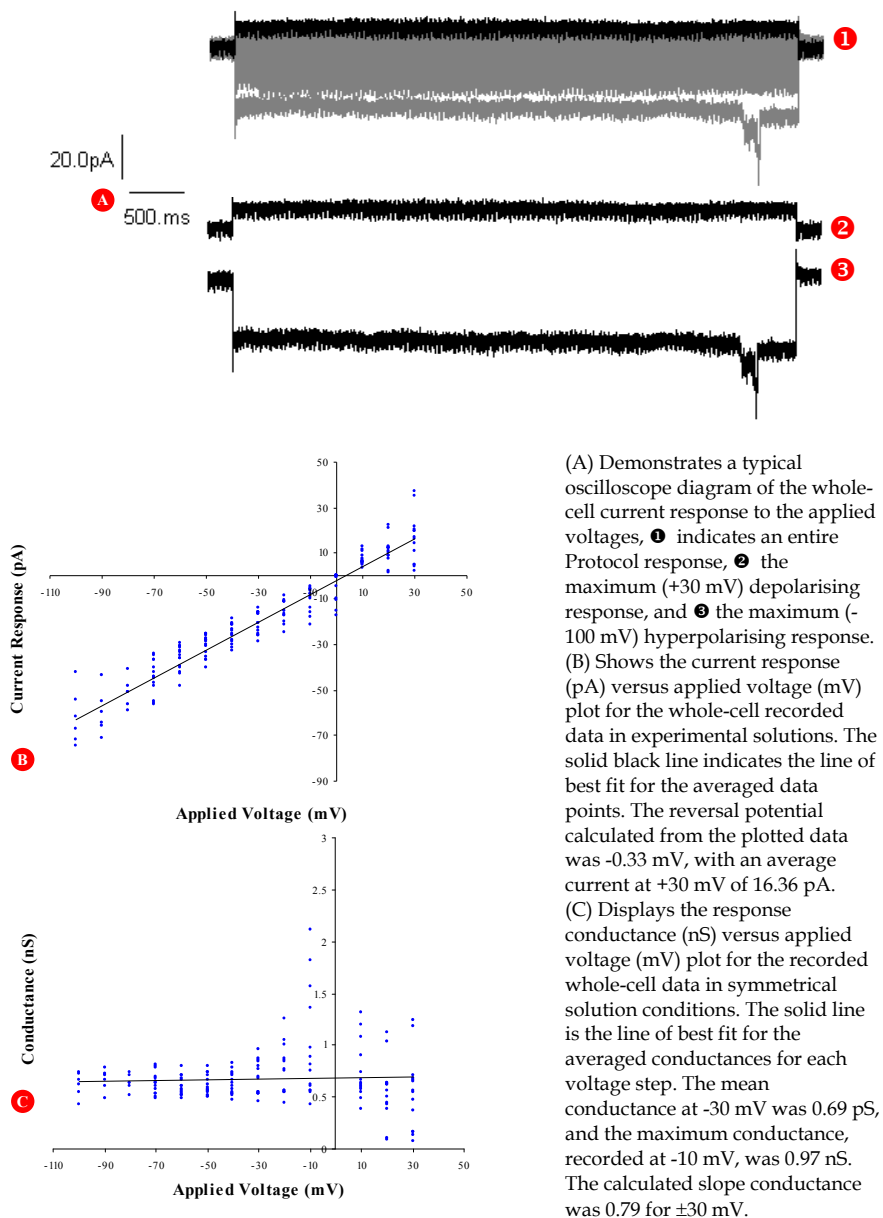 ❶
20.0pA
A
500.ms
❷
❸
50
30
10
-110
-90
-70
-50
-30
-10
-10
10
30
50
-30
-50
-70
-90
Current Response (pA)
B
Applied Voltage (mV)
3
2.5
2
1.5
1
0.5
0
-110
-90
-70
-50
-30
-10
10
30
50
Conductance (nS)
C
Applied Voltage (mV)
(A) Demonstrates a typical
oscilloscope diagram of the whole-
cell current response to the applied
voltages, ❶ indicates an entire
Protocol response, ❷ the
maximum (+30 mV) depolarising
response, and ❸ the maximum (-
100 mV) hyperpolarising response.
(B) Shows the current response
(pA) versus applied voltage (mV)
plot for the whole-cell recorded
data in experimental solutions. The
solid black line indicates the line of
best fit for the averaged data
points. The reversal potential
calculated from the plotted data
was -0.33 mV, with an average
current at +30 mV of 16.36 pA.
(C) Displays the response
conductance (nS) versus applied
voltage (mV) plot for the recorded
whole-cell data in symmetrical
solution conditions. The solid line
is the line of best fit for the
averaged conductances for each
voltage step. The mean
conductance at -30 mV was 0.69 pS,
and the maximum conductance,
recorded at -10 mV, was 0.97 nS.
The calculated slope conductance
was 0.79 for ±30 mV.